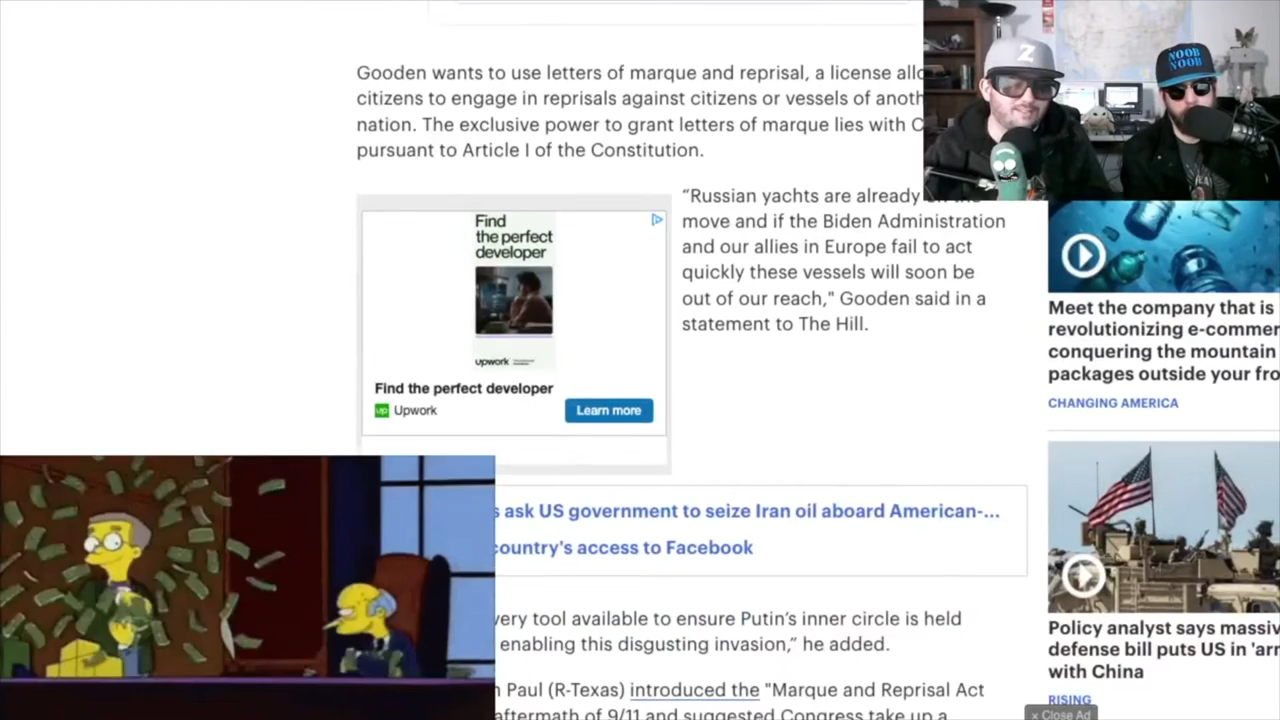 Gooden wants to use letters of marque and reprisal, a license
citizens to engage in reprisals against citizens or vessels of
nation. The exclusive power to grant letters of marque lies with
pursuant to Article I of the Constitution.
Z
NOOB
NOOB
Find
the perfect
developer
upwork
Find the perfect developer
up Upwork
Learn more
“Russian yachts are already
move and if the Biden Administration
and our allies in Europe fail to act
quickly these vessels will soon be
out of our reach," Gooden said in a
statement to The Hill.
Meet the company that is
revolutionizing
conquering the mountain
packages outside your
CHANGING AMERICA
ask US government to seize Iran oil aboard American-...
country's access to Facebook
tool available to ensure Putin’s inner circle is held
enabling this disgusting invasion,” he added.
Paul (R-Texas) introduced the "Marque and Reprisal Act
aftermath of 9/11 and suggested Congress take up a
Policy analyst says
defense bill puts US in
with China
RISING
× Close Ad